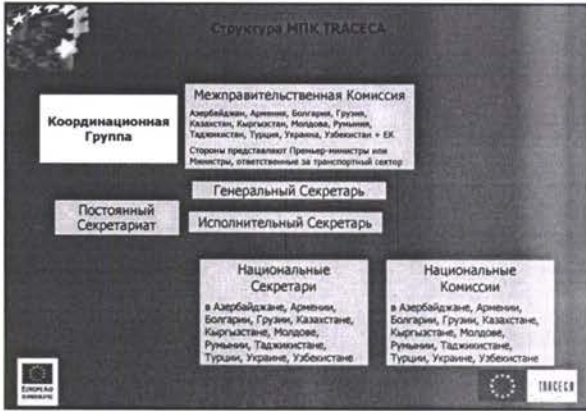 Структура МПК TRACECA
Координационная
Группа
Межправительственная Комиссия
Азербайджан, Армения, Болгария, Грузия,
Казахстан, Кыргызстан, Молдова, Румыния,
Таджикистан, Турция, Украина, Узбекистан + ЕК
Стороны представляют Премьер-министры или
Министры, ответственные за транспортный сектор
Генеральный Секретарь
Постоянный
Секретариат
Исполнительный Секретарь
Национальные
Секретари
в Азербайджане, Армении,
Болгарии, Грузии, Казахстане,
Кыргызстане, Молдове,
Румынии, Таджикистане,
Турции, Украине, Узбекистане
Национальные
Комиссии
в Азербайджане, Армении,
Болгарии, Грузии, Казахстане,
Кыргызстане, Молдове,
Румынии, Таджикистане,
Турции, Украине, Узбекистане
TRACECA